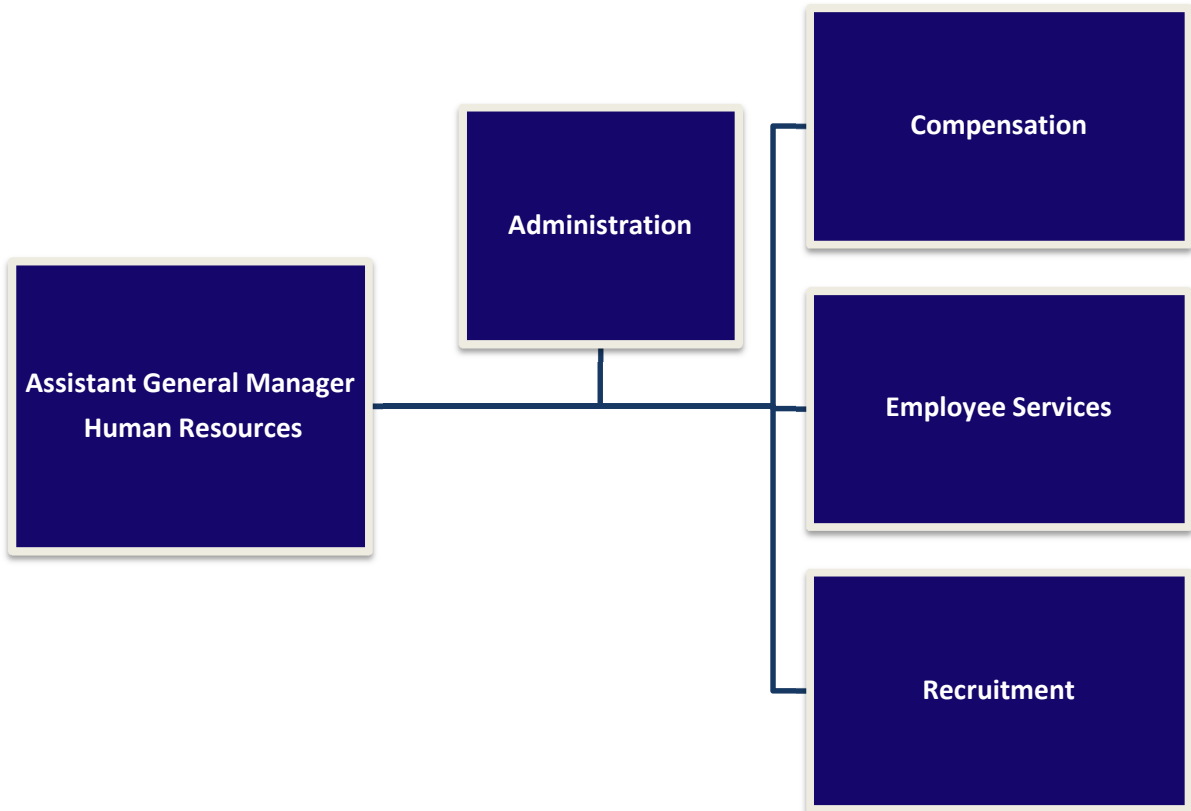 Assistant General Manager
Human Resources
Administration
Compensation
Employee Services
Recruitment